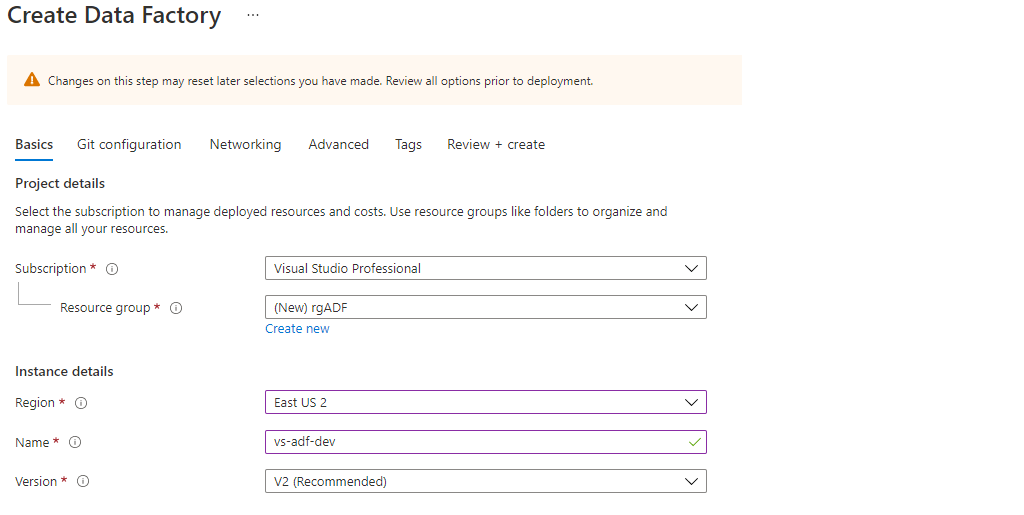 Create Data Factory ...
Changes on this step may reset later selections you have made. Review all options prior to deployment.
Basics Git configuration Networking Advanced Tags Review + create
Project details
Select the subscription to manage deployed resources and costs. Use resource groups like folders to organize and
manage all your resources.
Subscription * Visual Studio Professional
Resource group * (New) rgADF
Create new
Instance details
Region * East US 2
Name * vs-adf-dev
Version * V2 (Recommended)